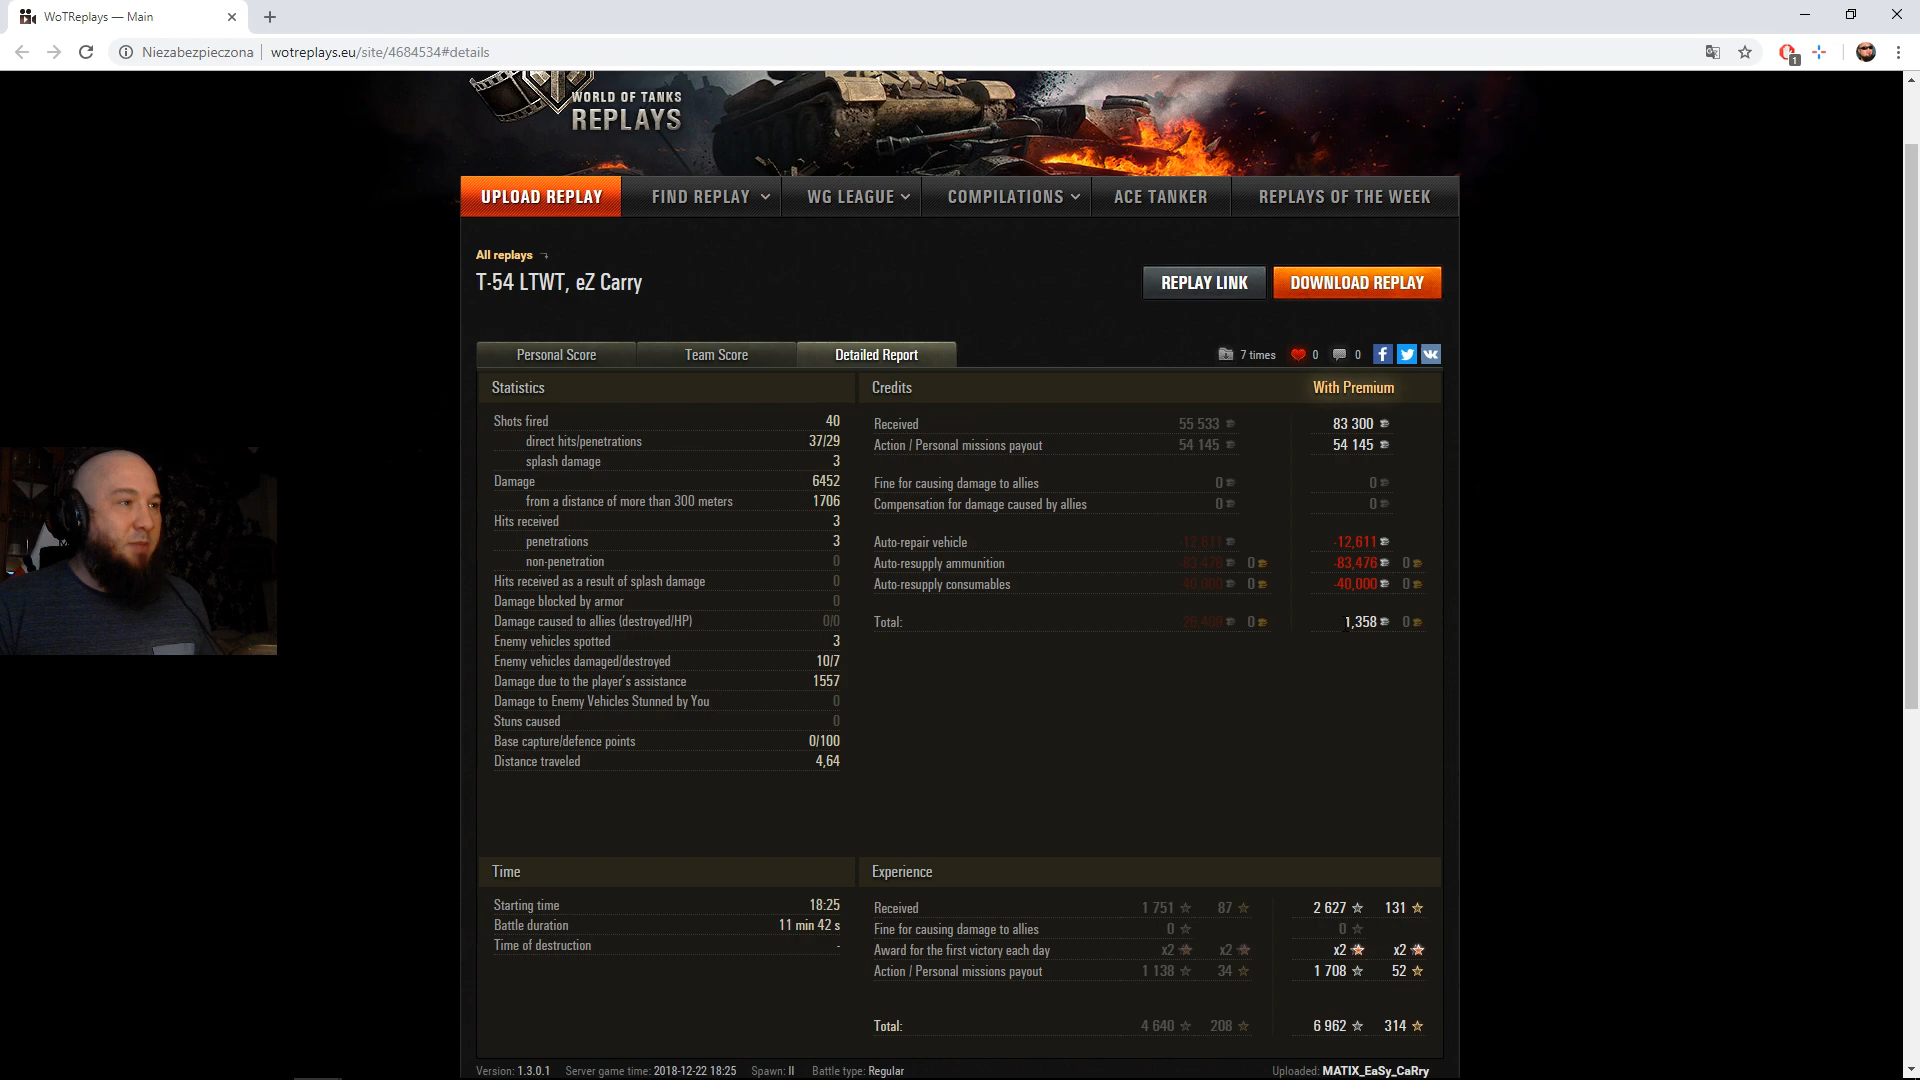 WoTReplays — Main
Niezabezpieczona wotreplays.eu/site/4684534#details
1
WORLD OF TANKS
REPLAYS
UPLOAD REPLAY FIND REPLAY WG LEAGUE COMPILATIONS ACE TANKER REPLAYS OF THE WEEK
All replays
T-54 LTWT, eZ Carry
REPLAY LINK DOWNLOAD REPLAY
Personal Score Team Score Detailed Report 7 times 0 0
Statistics
Shots fired 40
direct hits/penetrations 37/29
splash damage 3
Damage 6452
from a distance of more than 300 meters 1706
Hits received 3
penetrations 3
non-penetration 0
Hits received as a result of splash damage 0
Damage blocked by armor 0
Damage caused to allies (destroyed/HP) 0/0
Enemy vehicles spotted 3
Enemy vehicles damaged/destroyed 10/7
Damage due to the player's assistance 1557
Damage to Enemy Vehicles Stunned by You 0
Stuns caused 0
Base capture/defence points 0/100
Distance traveled 4,64
Credits With Premium
Received 55 533 83 300
Action / Personal missions payout 54 145 54 145
Fine for causing damage to allies 0 0
Compensation for damage caused by allies 0 0
Auto-repair vehicle -12,611 -12,611
Auto-resupply ammunition -83,476 0 -83,476 0
Auto-resupply consumables -40,000 0 -40,000 0
Total: 0 1,358 0
Time
Starting time 18:25
Battle duration 11 min 42 s
Time of destruction -
Experience
Received 1 751 87 2 627 131
Fine for causing damage to allies 0 0
Award for the first victory each day x2 x2 x2 x2
Action / Personal missions payout 1 138 34 1 708 52
Total: 4 640 208 6 962 314
Version: 1.3.0.1 Server game time: 2018-12-22 18:25 Spawn: II Battle type: Regular Uploaded: MATIX_EaSy_CaRry